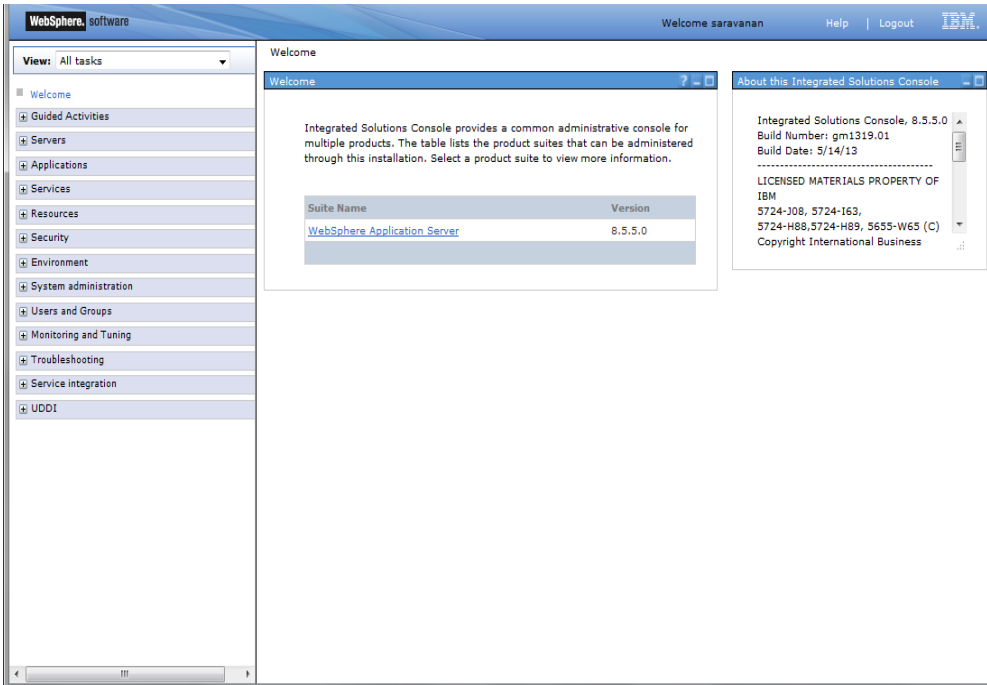 WebSphere. software
Welcome saravanan
Help | Logout
IBM.
View: All tasks
Welcome
Guided Activities
Servers
Applications
Services
Resources
Security
Environment
System administration
Users and Groups
Monitoring and Tuning
Troubleshooting
Service integration
UDDI
Welcome
Welcome
Integrated Solutions Console provides a common administrative console for
multiple products. The table lists the product suites that can be administered
through this installation. Select a product suite to view more information.
Suite Name Version
WebSphere Application Server 8.5.5.0
About this Integrated Solutions Console
Integrated Solutions Console, 8.5.5.0
Build Number: gm1319.01
Build Date: 5/14/13
--------------------------------------
LICENSED MATERIALS PROPERTY OF
IBM
5724-J08, 5724-I63,
5724-H88,5724-H89, 5655-W65 (C)
Copyright International Business